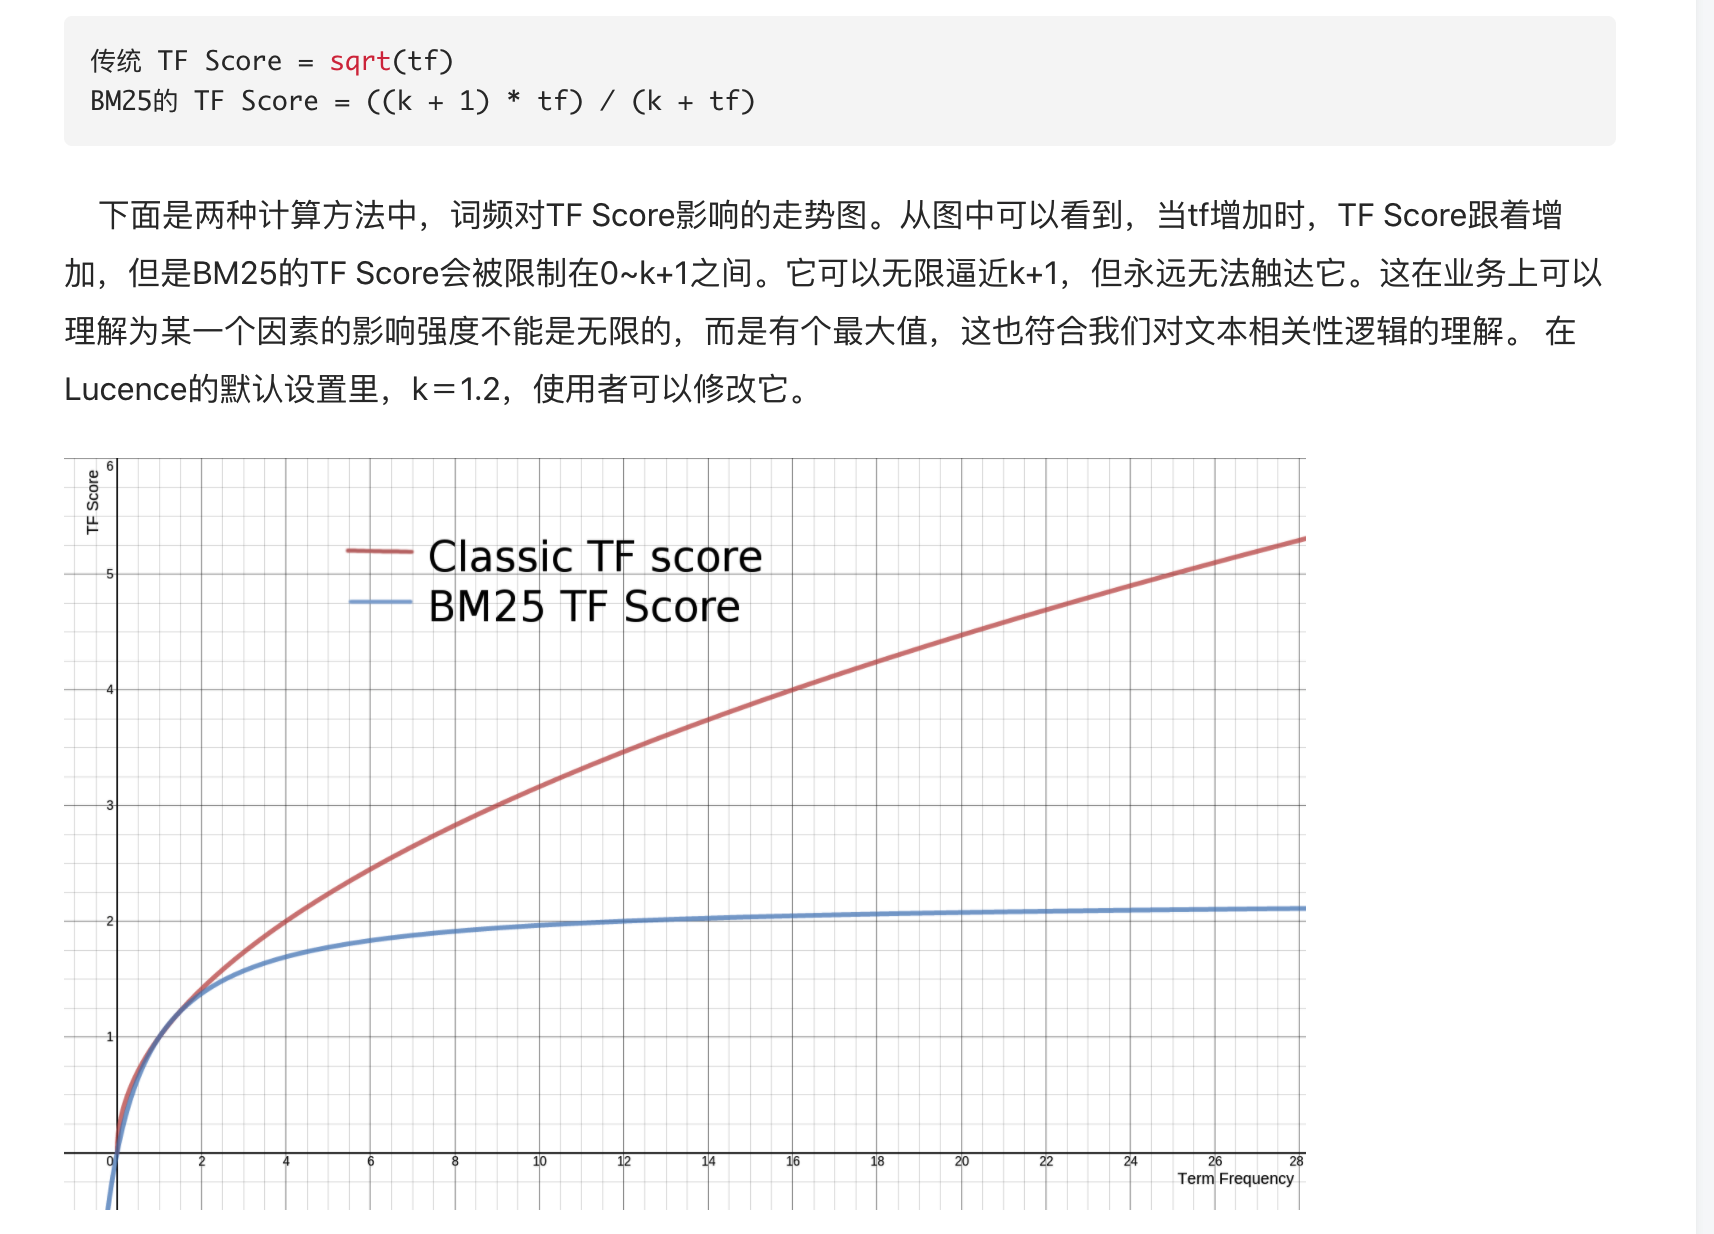 传统 TF Score = sqrt(tf)
BM25的 TF Score = ((k + 1) * tf) / (k + tf)
下面是两种计算方法中，词频对TF Score影响的走势图。从图中可以看到，当tf增加时，TF Score跟着增
加，但是BM25的TF Score会被限制在0~k+1之间。它可以无限逼近k+1，但永远无法触达它。这在业务上可以
理解为某一个因素的影响强度不能是无限的，而是有个最大值，这也符合我们对文本相关性逻辑的理解。 在
Lucence的默认设置里，k＝1.2，使用者可以修改它。
TF Score
6
5
4
3
2
1
Classic TF score
BM25 TF Score
0 2 4 6 8 10 12 14 16 18 20 22 24 26 28
Term Frequency